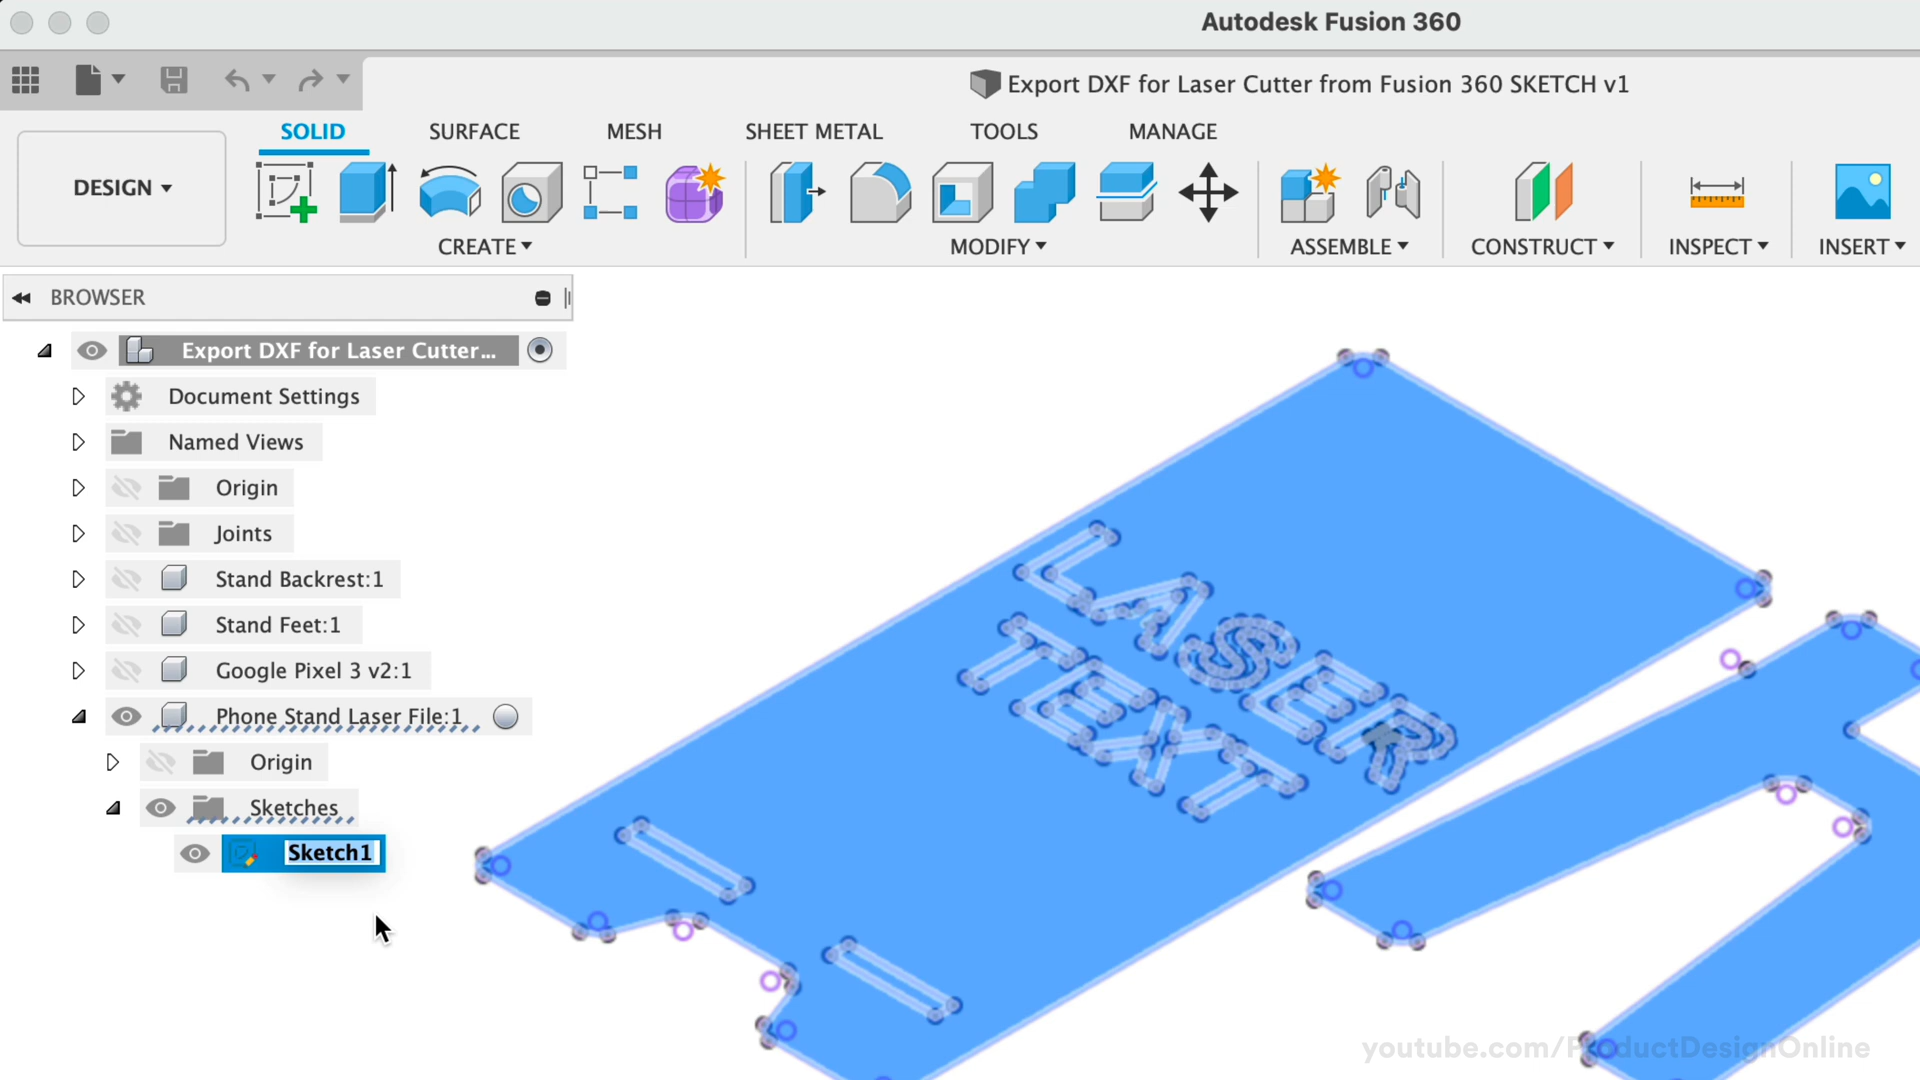 Autodesk Fusion 360
Export DXF for Laser Cutter from Fusion 360 SKETCH v1
SOLID SURFACE MESH SHEET METAL TOOLS MANAGE
DESIGN
CREATE MODIFY ASSEMBLE CONSTRUCT INSPECT INSERT
BROWSER
Export DXF for Laser Cutter...
Document Settings
Named Views
Origin
Joints
Stand Backrest:1
Stand Feet:1
Google Pixel 3 v2:1
Phone Stand Laser File:1
Origin
Sketches
Sketch1
LASER
TEXT
youtube.com/ProductDesignOnline